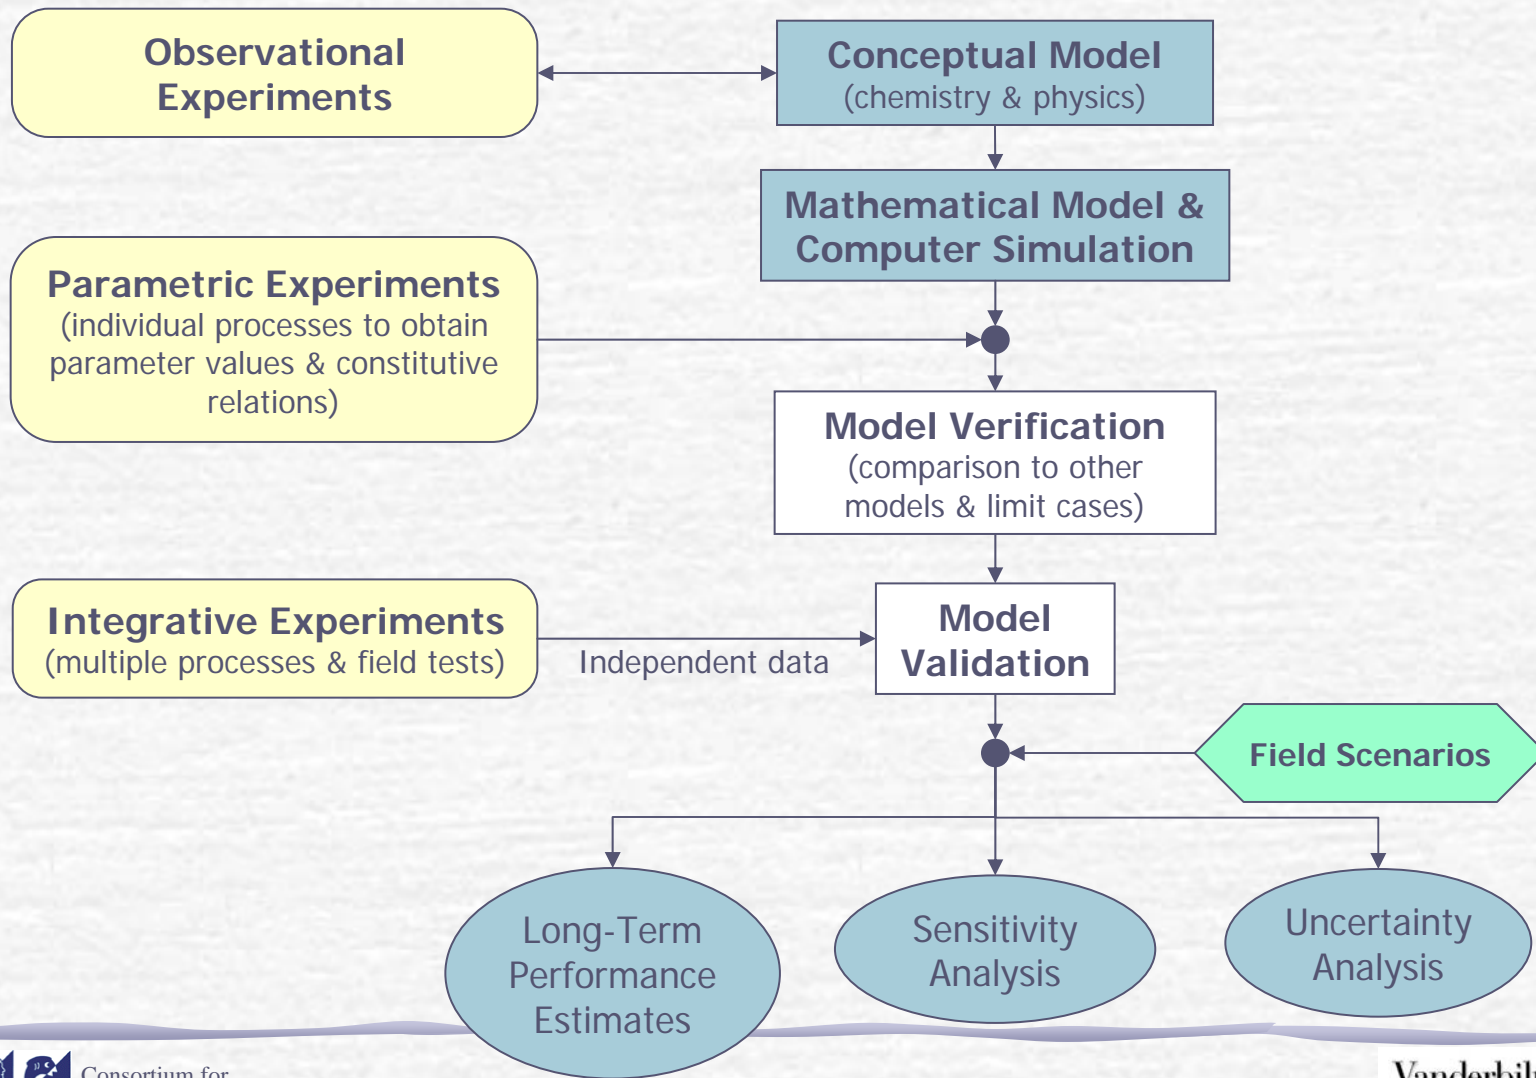 Observational
Experiments
Conceptual Model
(chemistry & physics)
Mathematical Model &
Computer Simulation
Parametric Experiments
(individual processes to obtain
parameter values & constitutive
relations)
Model Verification
(comparison to other
models & limit cases)
Integrative Experiments
(multiple processes & field tests)
Independent data
Model
Validation
Field Scenarios
Long-Term
Performance
Estimates
Sensitivity
Analysis
Uncertainty
Analysis
Consortium for